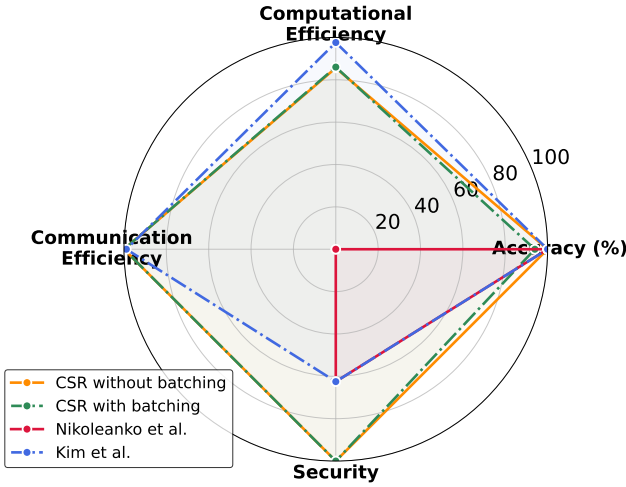 Computational
Efficiency
100
80
60
40
20
Communication
Efficiency
Accuracy (%)
CSR without batching
CSR with batching
Nikoleanko et al.
Kim et al.
Security